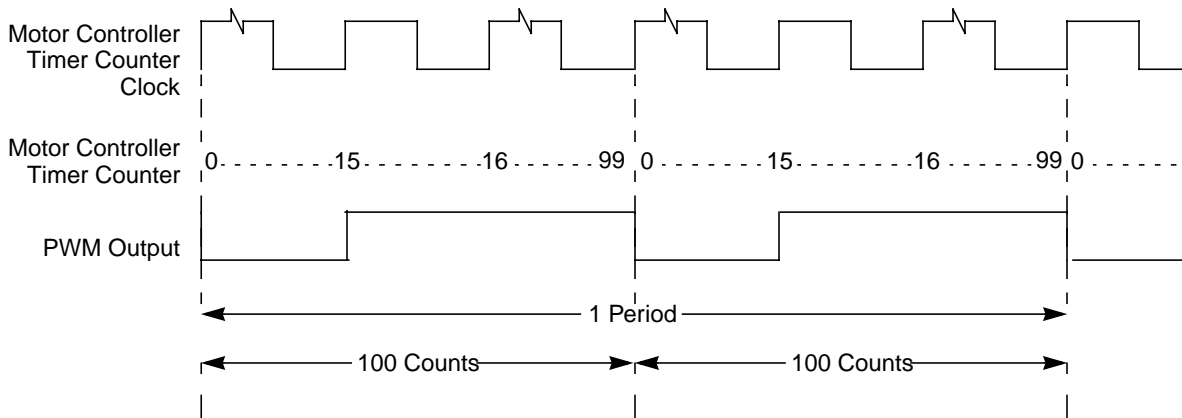 Motor Controller
Timer Counter
Clock
Motor Controller
Timer Counter
0 15 16 99 0 15 16 99 0
PWM Output
1 Period
100 Counts 100 Counts